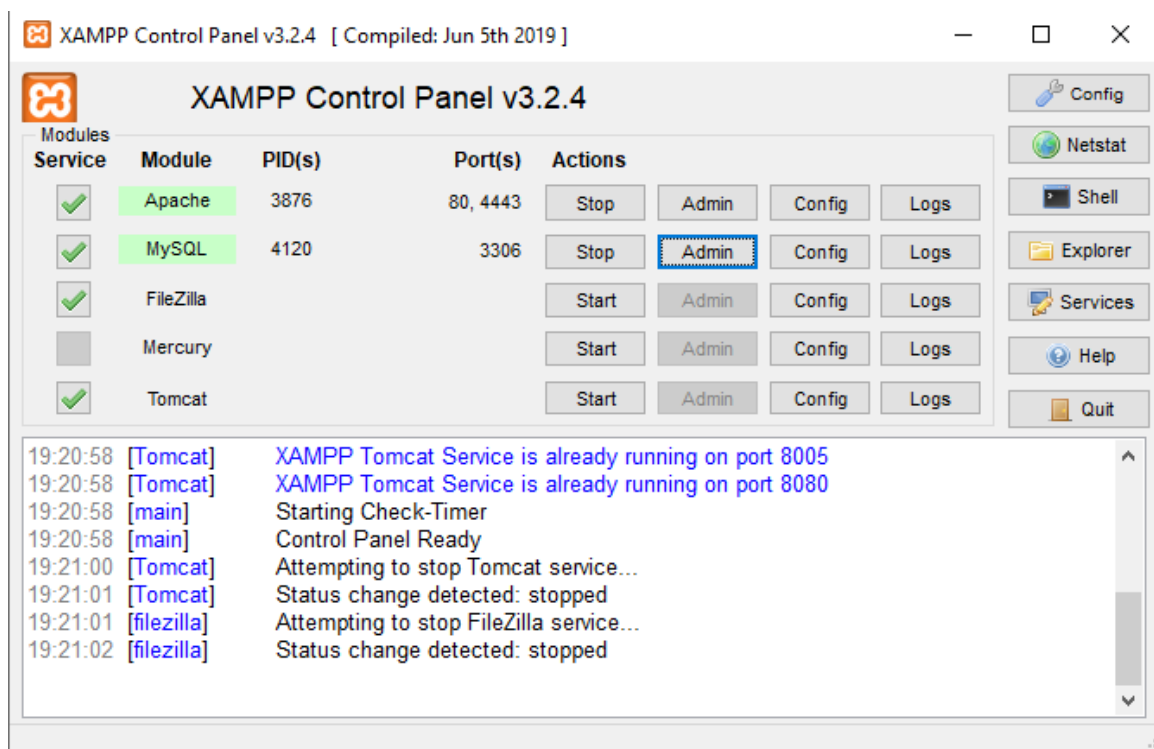 XAMPP Control Panel v3.2.4 [ Compiled: Jun 5th 2019 ]
XAMPP Control Panel v3.2.4
Config
Modules
Service Module PID(s) Port(s) Actions
Netstat
Apache 3876 80, 4443 Stop Admin Config Logs
Shell
MySQL 4120 3306 Stop Admin Config Logs
Explorer
FileZilla Start Admin Config Logs
Services
Mercury Start Admin Config Logs
Help
Tomcat Start Admin Config Logs
Quit
19:20:58 [Tomcat] XAMPP Tomcat Service is already running on port 8005
19:20:58 [Tomcat] XAMPP Tomcat Service is already running on port 8080
19:20:58 [main] Starting Check-Timer
19:20:58 [main] Control Panel Ready
19:21:00 [Tomcat] Attempting to stop Tomcat service...
19:21:01 [Tomcat] Status change detected: stopped
19:21:01 [filezilla] Attempting to stop FileZilla service...
19:21:02 [filezilla] Status change detected: stopped